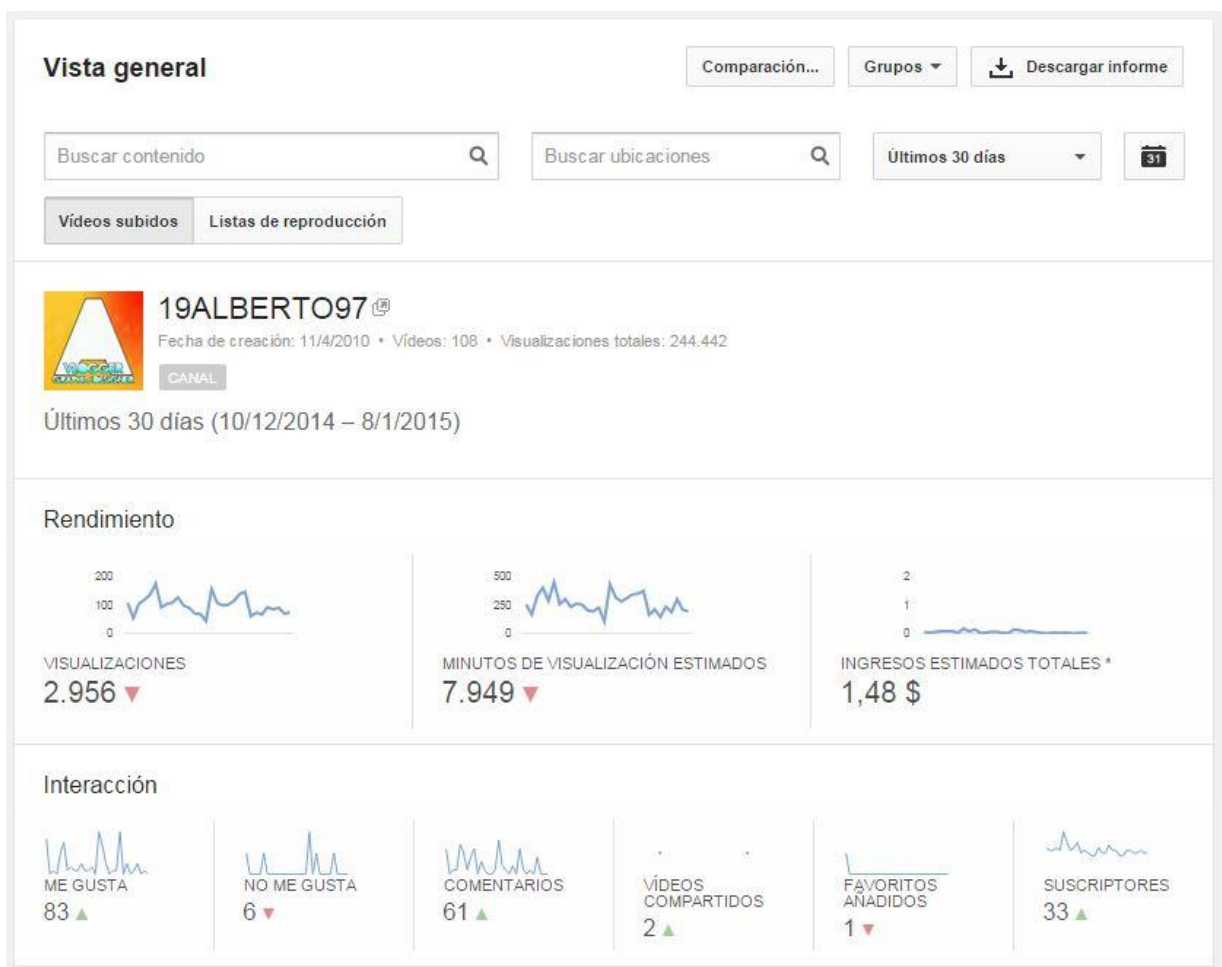 Vista general
Comparación...
Grupos
Descargar informe
Buscar contenido
Buscar ubicaciones
Últimos 30 días
31
Vídeos subidos
Listas de reproducción
19ALBERTO97
Fecha de creación: 11/4/2010 • Vídeos: 108 • Visualizaciones totales: 244.442
VLOGGER
CANAL
Últimos 30 días (10/12/2014 – 8/1/2015)
Rendimiento
200
100
0
VISUALIZACIONES
2.956
500
250
0
MINUTOS DE VISUALIZACIÓN ESTIMADOS
7.949
2
1
0
INGRESOS ESTIMADOS TOTALES *
1,48 $
Interacción
ME GUSTA
83
NO ME GUSTA
6
COMENTARIOS
61
VÍDEOS
COMPARTIDOS
2
FAVORITOS
AÑADIDOS
1
SUSCRIPTORES
33